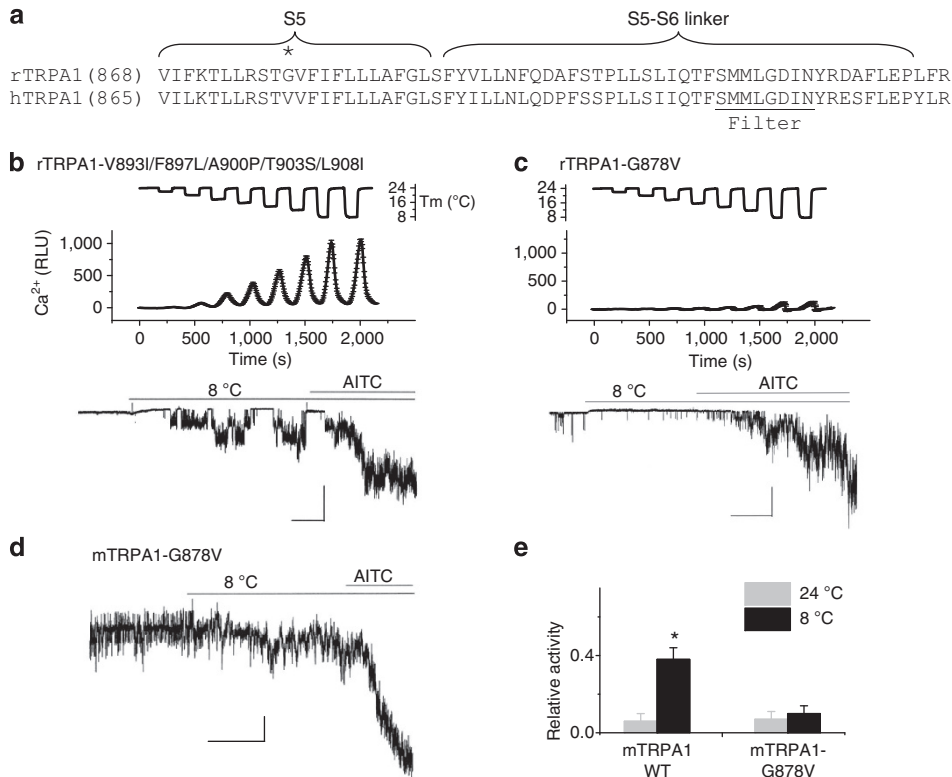 a
S5
S5-S6 linker
*
rTRPA1(868) VIFKTLLRSTGVFIFLLLAFGLSFYVLLNFQDAFSTPLLSLIQTFSMMLGDINYRDAFLEPLFR
hTRPA1(865) VILKTLLRSTVVFIFLLLAFGLSFYILLNLQDPFSSPLLSIIQTFSMMLGDINYRESFLEPYLR
Filter
b
rTRPA1-V893I/F897L/A900P/T903S/L908I
24
16
8
Tm (°C)
Ca²⁺ (RLU)
1,000
500
0
0 500 1,000 1,500 2,000
Time (s)
8 °C
AITC
c
rTRPA1-G878V
24
16
8
1,000
500
0
0 500 1,000 1,500 2,000
Time (s)
8 °C
AITC
d
mTRPA1-G878V
8 °C
AITC
e
24 °C
8 °C
Relative activity
0.4
0.0
*
mTRPA1 WT
mTRPA1-G878V